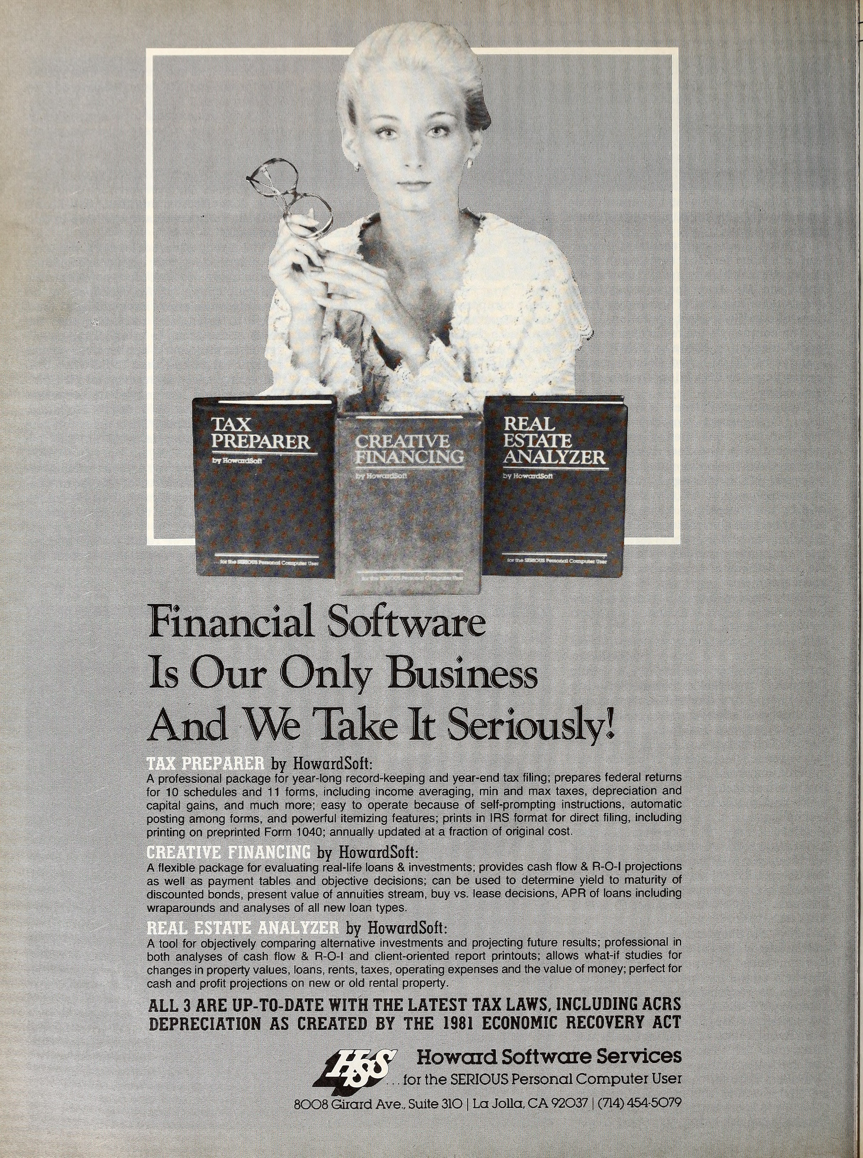 TAX
PREPARER
by HowardSoft
for the SERIOUS Personal Computer User
CREATIVE
FINANCING
by HowardSoft
for the SERIOUS Personal Computer User
REAL
ESTATE
ANALYZER
by HowardSoft
for the SERIOUS Personal Computer User
Financial Software
Is Our Only Business
And We Take It Seriously!
TAX PREPARER by HowardSoft:
A professional package for year-long record-keeping and year-end tax filing; prepares federal returns
for 10 schedules and 11 forms, including income averaging, min and max taxes, depreciation and
capital gains, and much more; easy to operate because of self-prompting instructions, automatic
posting among forms, and powerful itemizing features; prints in IRS format for direct filing, including
printing on preprinted Form 1040; annually updated at a fraction of original cost.
CREATIVE FINANCING by HowardSoft:
A flexible package for evaluating real-life loans & investments; provides cash flow & R-O-I projections
as well as payment tables and objective decisions; can be used to determine yield to maturity of
discounted bonds, present value of annuities stream, buy vs. lease decisions, APR of loans including
wraparounds and analyses of all new loan types.
REAL ESTATE ANALYZER by HowardSoft:
A tool for objectively comparing alternative investments and projecting future results; professional in
both analyses of cash flow & R-O-I and client-oriented report printouts; allows what-if studies for
changes in property values, loans, rents, taxes, operating expenses and the value of money; perfect for
cash and profit projections on new or old rental property.
ALL 3 ARE UP-TO-DATE WITH THE LATEST TAX LAWS, INCLUDING ACRS
DEPRECIATION AS CREATED BY THE 1981 ECONOMIC RECOVERY ACT
HSS Howard Software Services
...for the SERIOUS Personal Computer User
8008 Girard Ave., Suite 310 | La Jolla, CA 92037 | (714) 454-5079